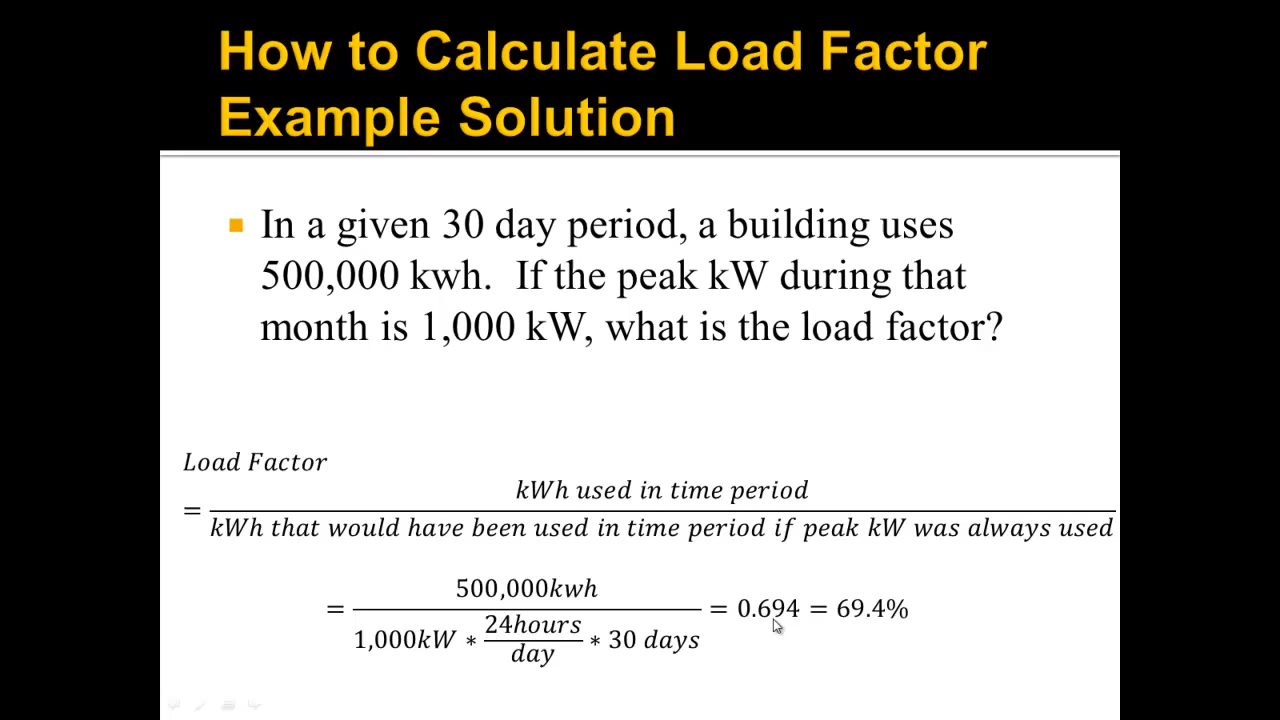 How to Calculate Load Factor
Example Solution
In a given 30 day period, a building uses
500,000 kwh.  If the peak kW during that
month is 1,000 kW, what is the load factor?
Load Factor
= kWh used in time period
kWh that would have been used in time period if peak kW was always used
= 500,000kwh
1,000kW * 24hours/day * 30 days = 0.694 = 69.4%